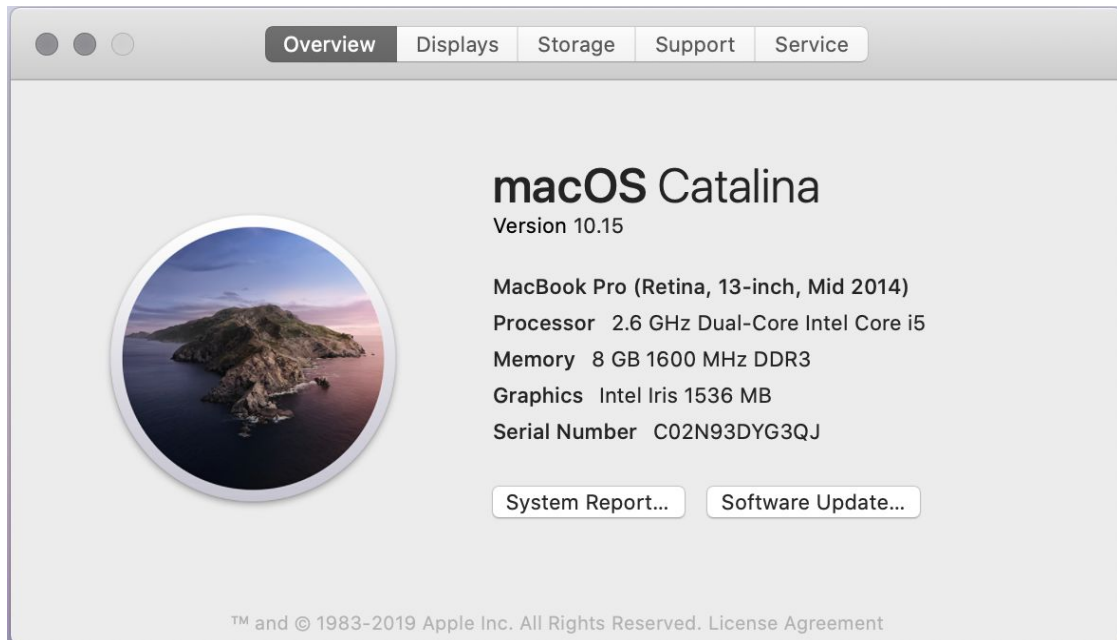 Overview Displays Storage Support Service
macOS Catalina
Version 10.15
MacBook Pro (Retina, 13-inch, Mid 2014)
Processor 2.6 GHz Dual-Core Intel Core i5
Memory 8 GB 1600 MHz DDR3
Graphics Intel Iris 1536 MB
Serial Number C02N93DYG3QJ
System Report... Software Update...
™ and © 1983-2019 Apple Inc. All Rights Reserved. License Agreement